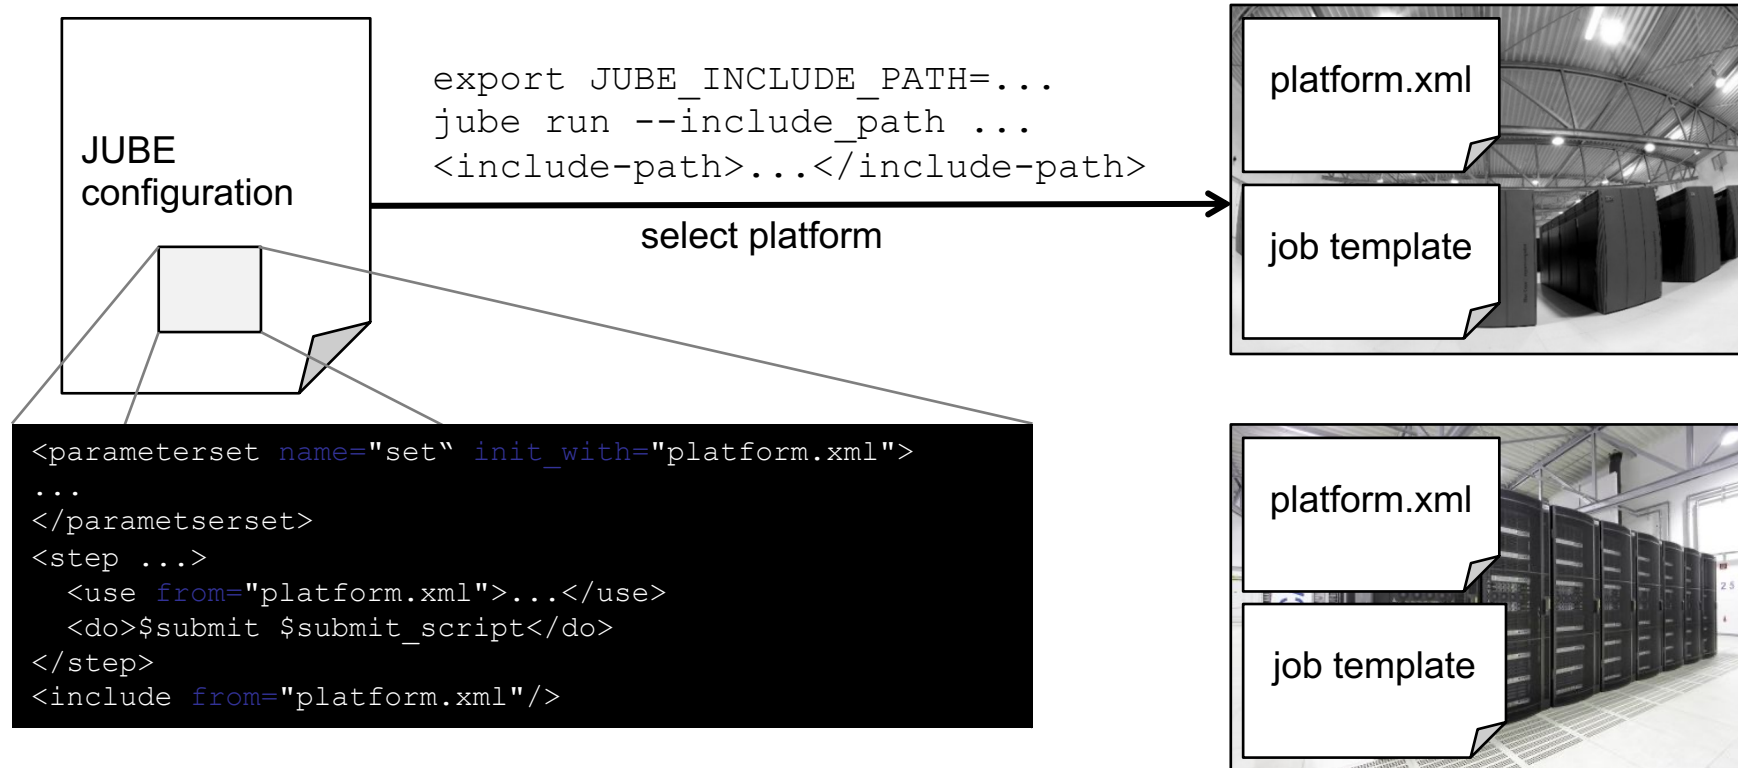 JUBE
configuration
export JUBE_INCLUDE_PATH=...
jube run --include_path ...
<include-path>...</include-path>
select platform
platform.xml
job template
<parameterset name="set“ init_with="platform.xml">
...
</parametserset>
<step ...>
  <use from="platform.xml">...</use>
  <do>$submit $submit_script</do>
</step>
<include from="platform.xml"/>
platform.xml
job template